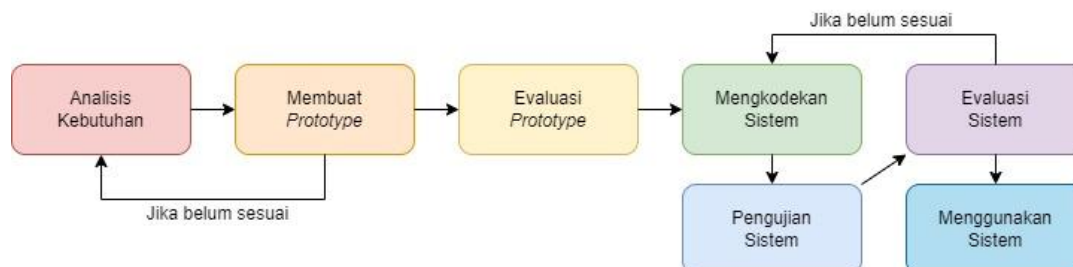 Jika belum sesuai
Analisis
Kebutuhan
Membuat
Prototype
Evaluasi
Prototype
Mengkodekan
Sistem
Evaluasi
Sistem
Jika belum sesuai
Pengujian
Sistem
Menggunakan
Sistem